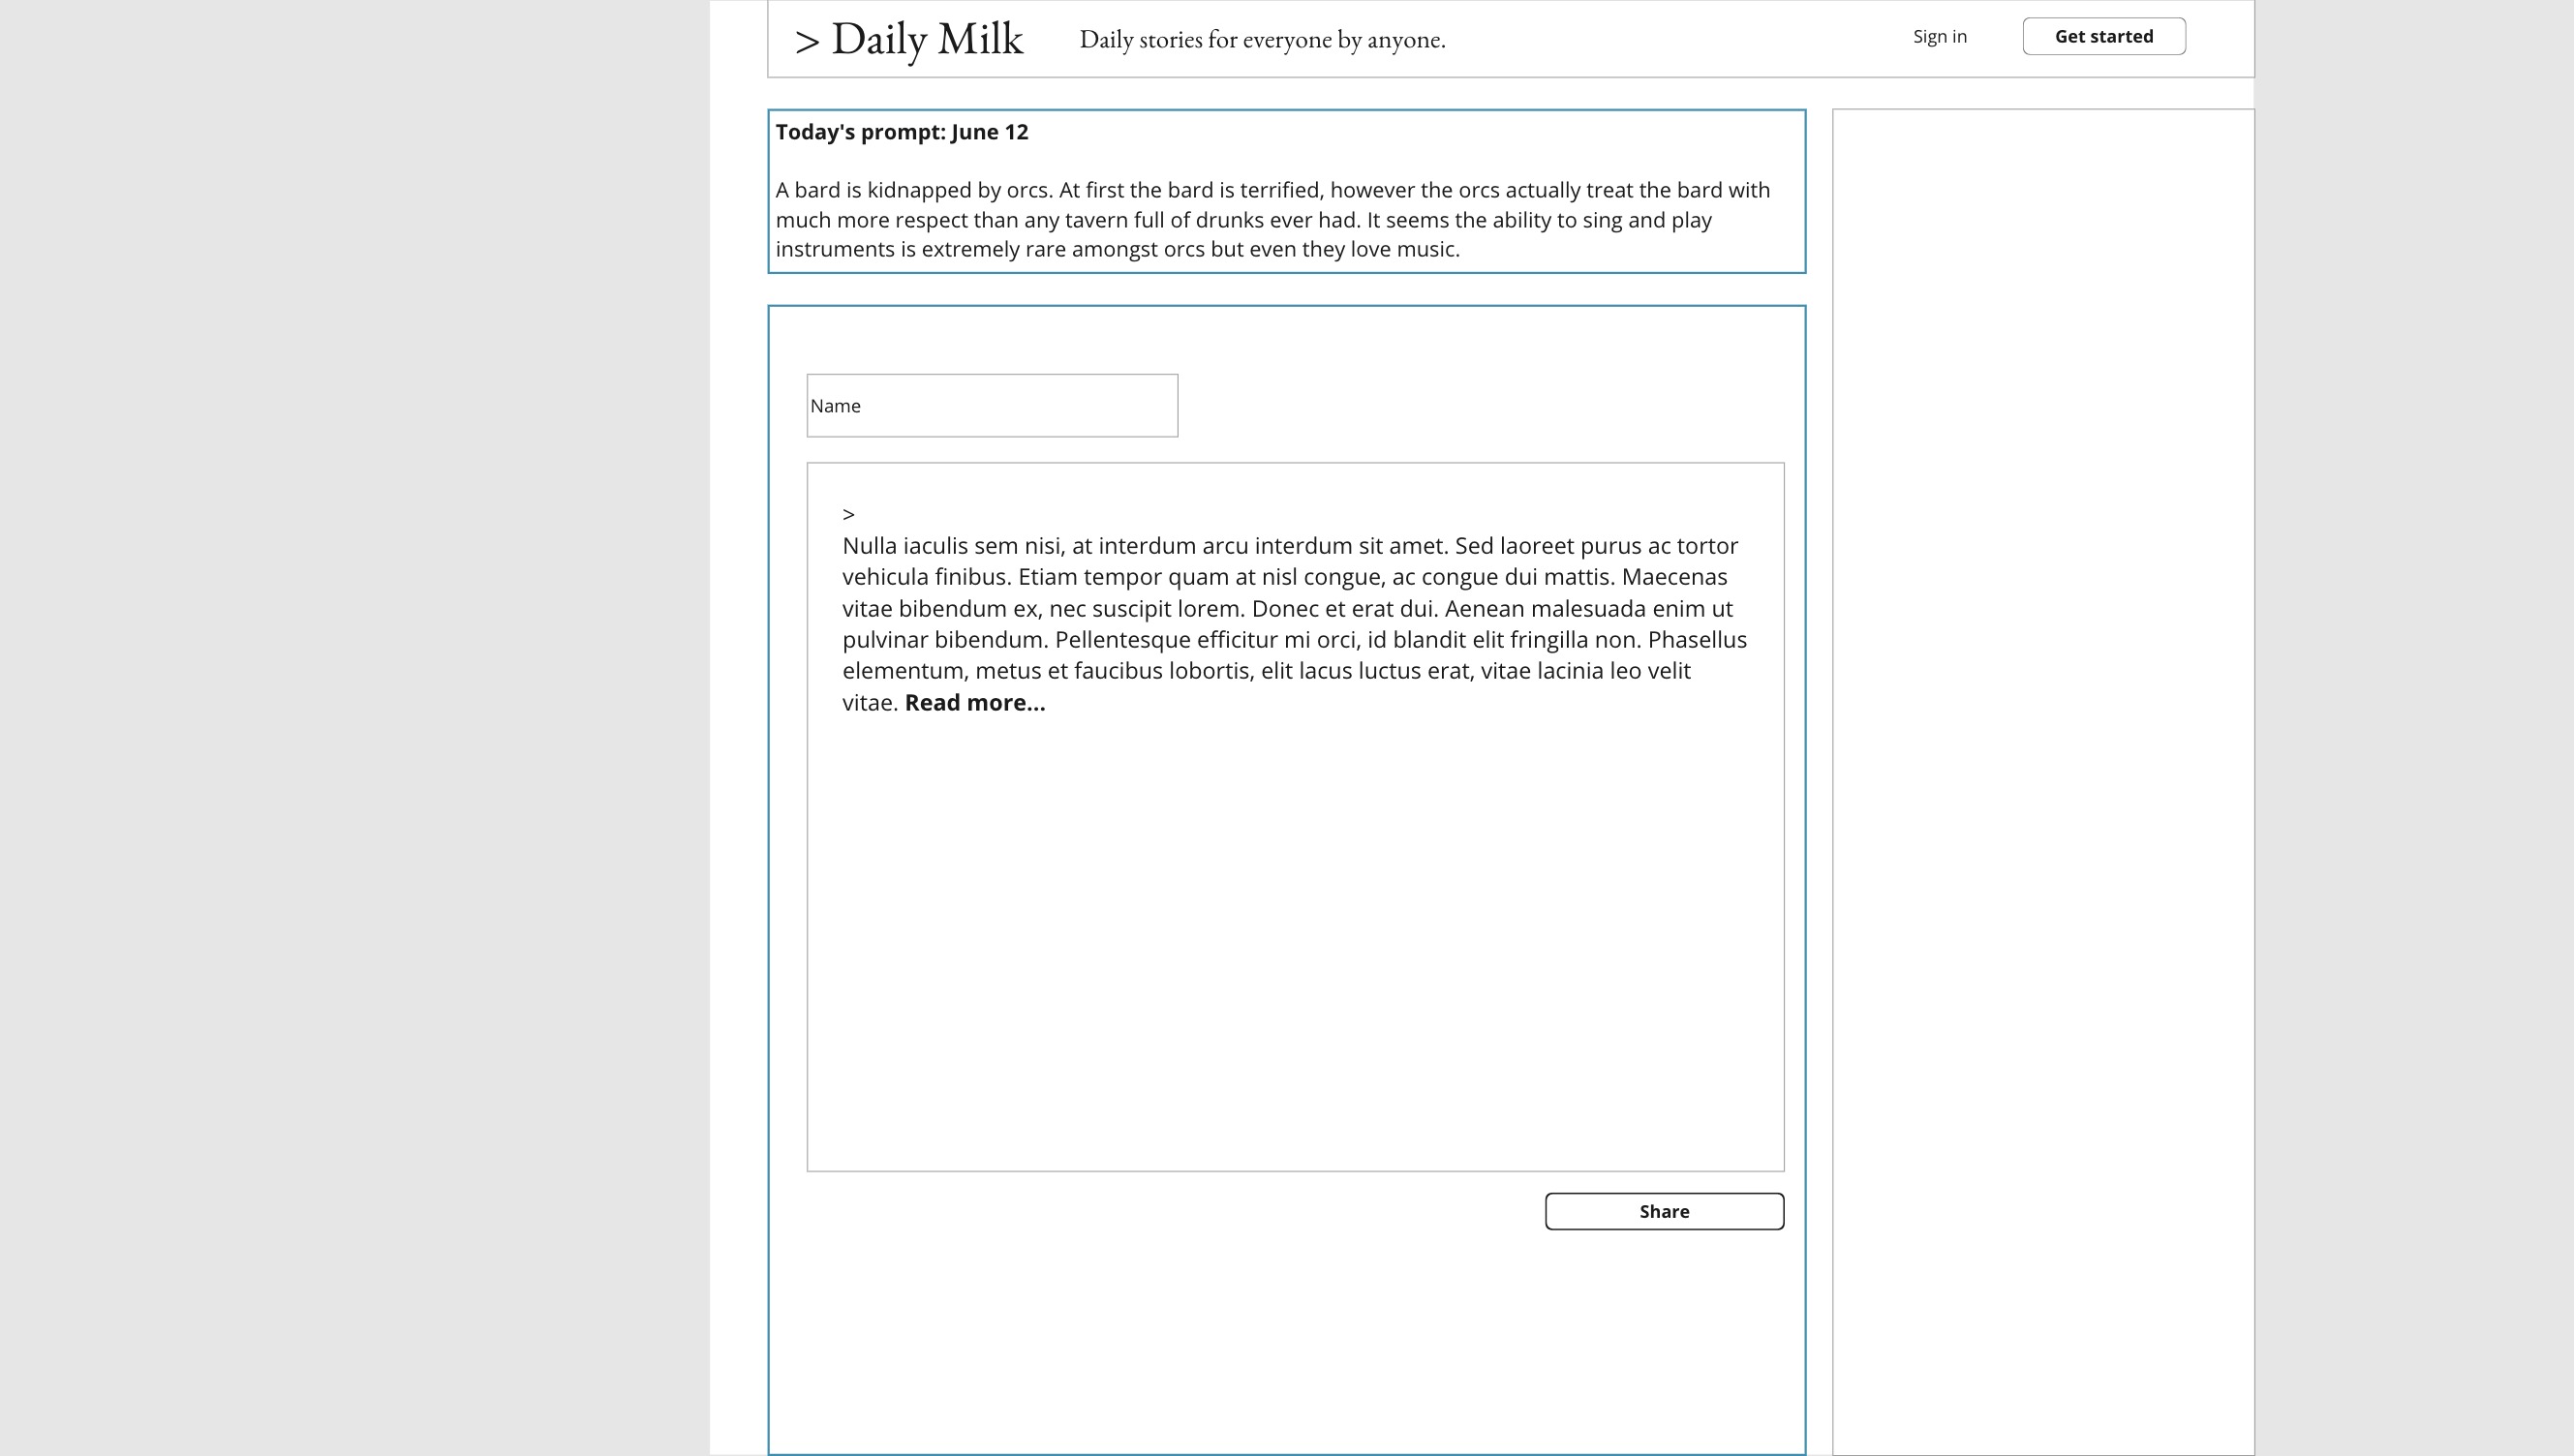 > Daily Milk
Daily stories for everyone by anyone.
Sign in
Get started
Today's prompt: June 12
A bard is kidnapped by orcs. At first the bard is terrified, however the orcs actually treat the bard with
much more respect than any tavern full of drunks ever had. It seems the ability to sing and play
instruments is extremely rare amongst orcs but even they love music.
Name
>
Nulla iaculis sem nisi, at interdum arcu interdum sit amet. Sed laoreet purus ac tortor
vehicula finibus. Etiam tempor quam at nisl congue, ac congue dui mattis. Maecenas
vitae bibendum ex, nec suscipit lorem. Donec et erat dui. Aenean malesuada enim ut
pulvinar bibendum. Pellentesque efficitur mi orci, id blandit elit fringilla non. Phasellus
elementum, metus et faucibus lobortis, elit lacus luctus erat, vitae lacinia leo velit
vitae. Read more...
Share